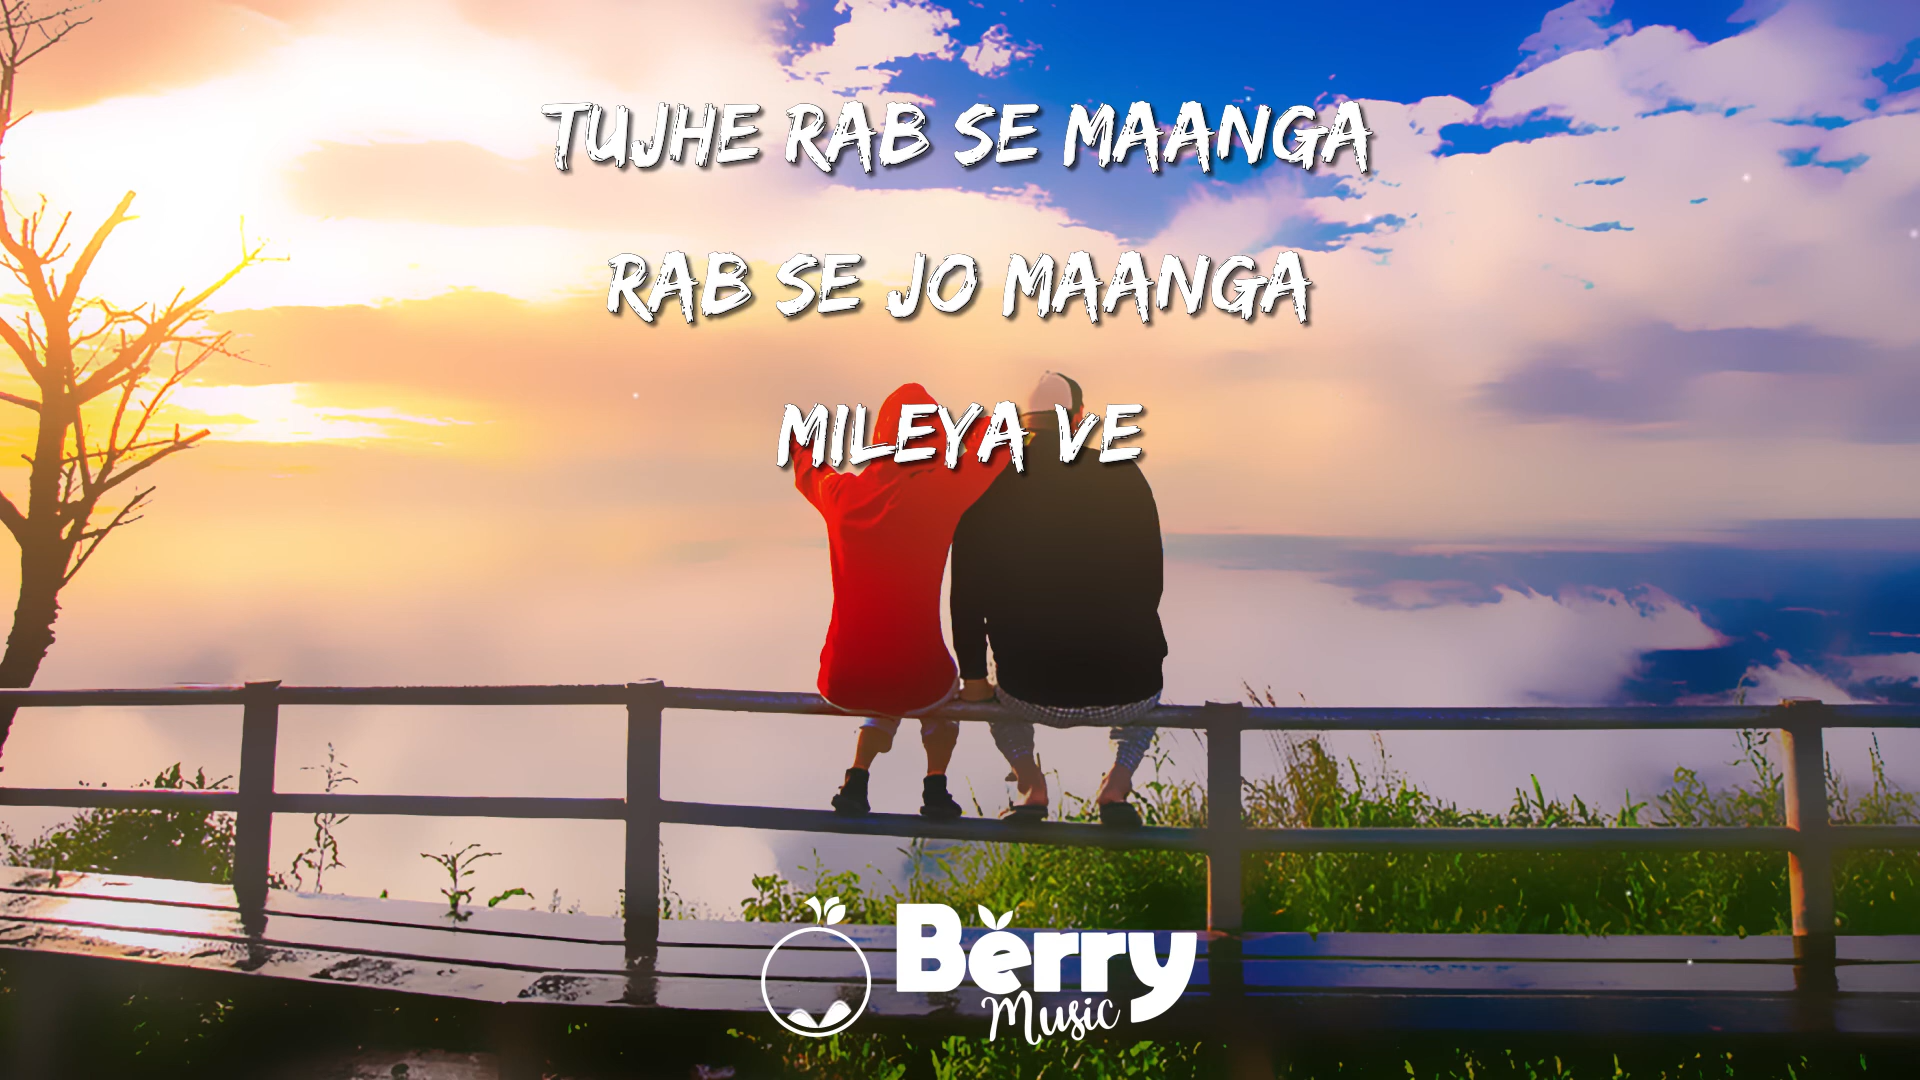 TUJHE RAB SE MAANGA
RAB SE JO MAANGA
MILEYA VE
Berry
Music